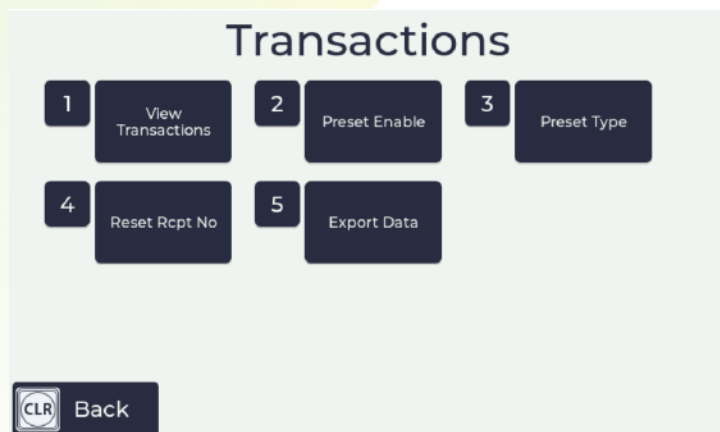 Transactions
1
View
Transactions
2
Preset Enable
3
Preset Type
4
Reset Rcpt No
5
Export Data
CLR
Back